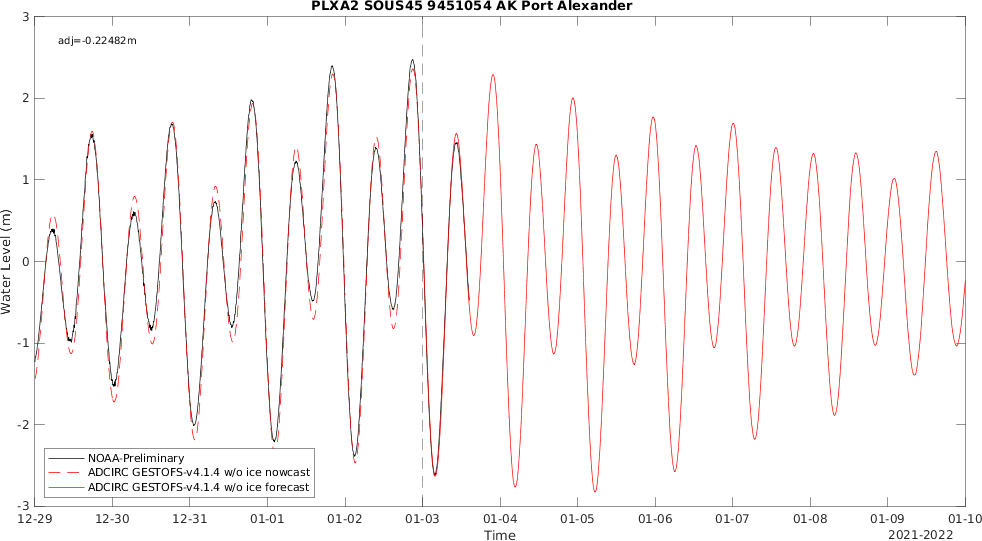 PLXA2 SOUS45 9451054 AK Port Alexander
adj=-0.22482m
3
2
1
0
-1
-2
-3
Water Level (m)
NOAA-Preliminary
ADCIRC GESTOFS-v4.1.4 w/o ice nowcast
ADCIRC GESTOFS-v4.1.4 w/o ice forecast
12-29 12-30 12-31 01-01 01-02 01-03 01-04 01-05 01-06 01-07 01-08 01-09 01-10
Time
2021-2022